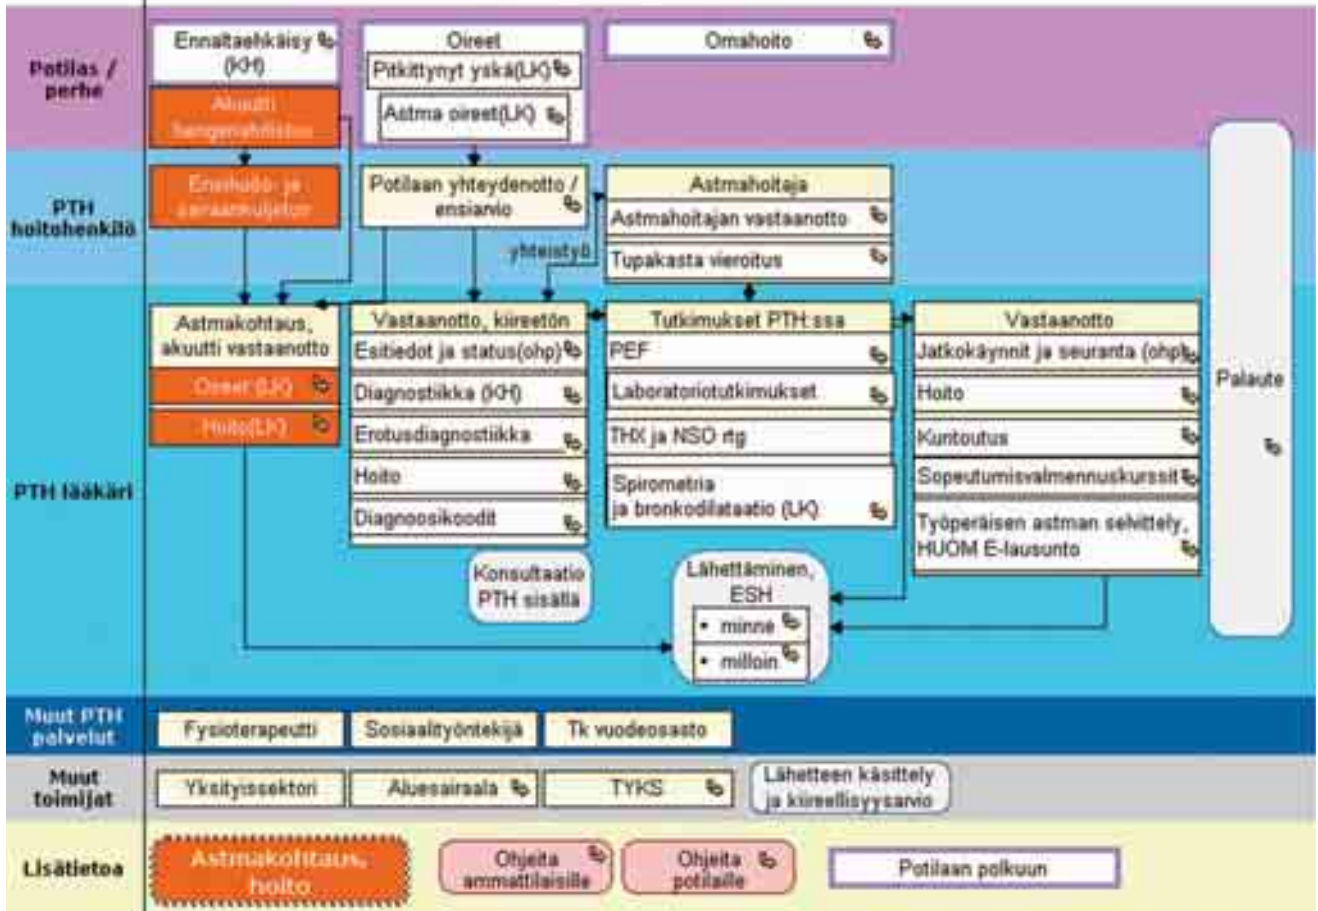 Potilas /
perhe
Ennaltaehkäisy
(KH)
Akuutti
hengenahdistus
Oireet
Pitkittynyt yskä(LK)
Astma oireet(LK)
Omahoito
PTH
hoitohenkilö
Ensihoito- ja
sairaankuljetus
Potilaan yhteydenotto /
ensiarvio
yhteistyö
Astmahoitaja
Astmahoitajan vastaanotto
Tupakasta vieroitus
PTH lääkäri
Astmakohtaus,
akuutti vastaanotto
Oireet (LK)
Hoito(LK)
Vastaanotto, kiireetön
Esitiedot ja status(ohp)
Diagnostiikka (KH)
Erotusdiagnostiikka
Hoito
Diagnoosikoodit
Tutkimukset PTH:ssa
PEF
Laboratoriotutkimukset
THX ja NSO rtg
Spirometria
ja bronkodilataatio (LK)
Vastaanotto
Jatkokäynnit ja seuranta (ohp)
Hoito
Kuntoutus
Sopeutumisvalmennuskurssit
Työperäisen astman selvittely,
HUOM E-lausunto
Palaute
Konsultaatio
PTH sisällä
Lähettäminen,
ESH
• minne
• milloin
Muut PTH
palvelut
Fysioterapeutti
Sosiaalityöntekijä
Tk vuodeosasto
Muut
toimijat
Yksityissektori
Aluesairaala
TYKS
Lähetteen käsittely
ja kiireellisyysarvio
Lisätietoa
Astmakohtaus,
hoito
Ohjeita
ammattilaisille
Ohjeita
potilaille
Potilaan polkuun